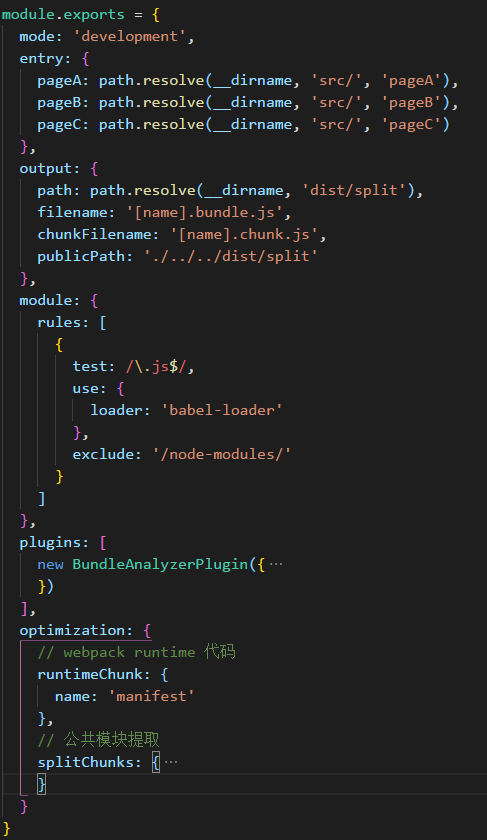 module.exports = {
  mode: 'development',
  entry: {
    pageA: path.resolve(__dirname, 'src/', 'pageA'),
    pageB: path.resolve(__dirname, 'src/', 'pageB'),
    pageC: path.resolve(__dirname, 'src/', 'pageC')
  },
  output: {
    path: path.resolve(__dirname, 'dist/split'),
    filename: '[name].bundle.js',
    chunkFilename: '[name].chunk.js',
    publicPath: './../../dist/split'
  },
  module: {
    rules: [
      {
        test: /\.js$/,
        use: {
          loader: 'babel-loader'
        },
        exclude: '/node-modules/'
      }
    ]
  },
  plugins: [
    new BundleAnalyzerPlugin({⋯
    })
  ],
  optimization: {
    // webpack runtime 代码
    runtimeChunk: {
      name: 'manifest'
    },
    // 公共模块提取
    splitChunks: {⋯
    }
  }
}